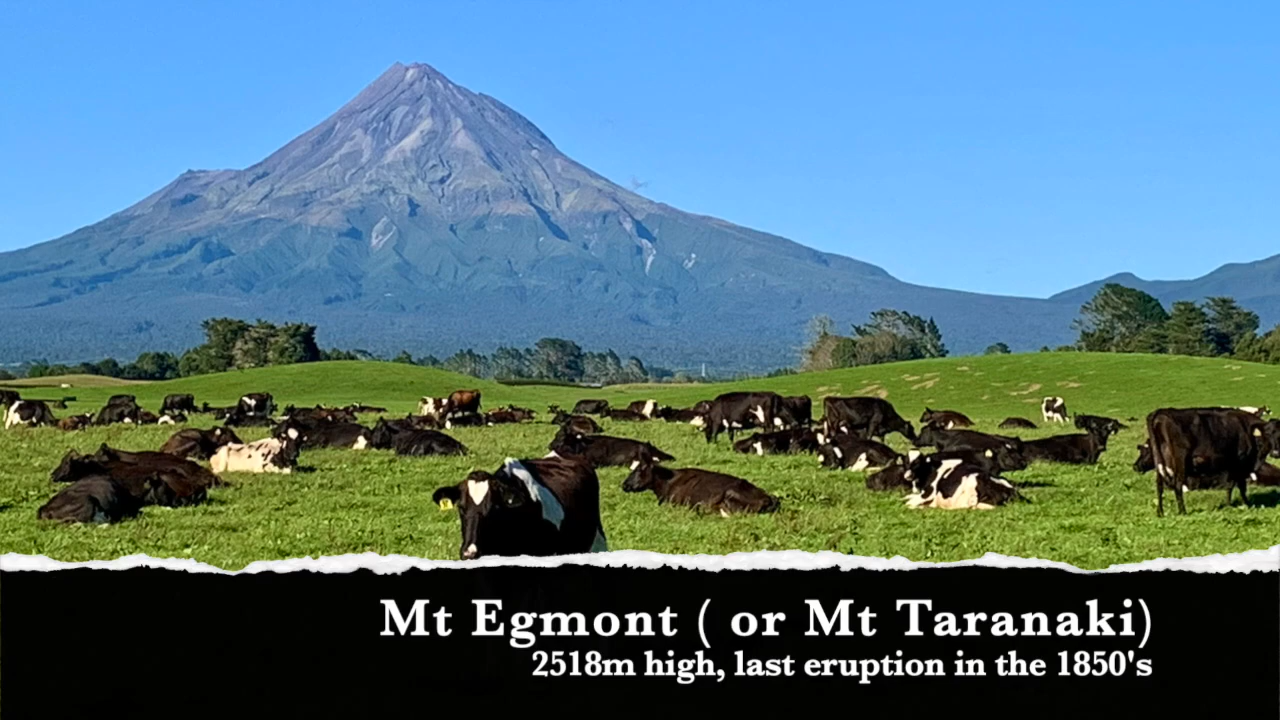 Mt Egmont ( or Mt Taranaki)
2518m high, last eruption in the 1850's